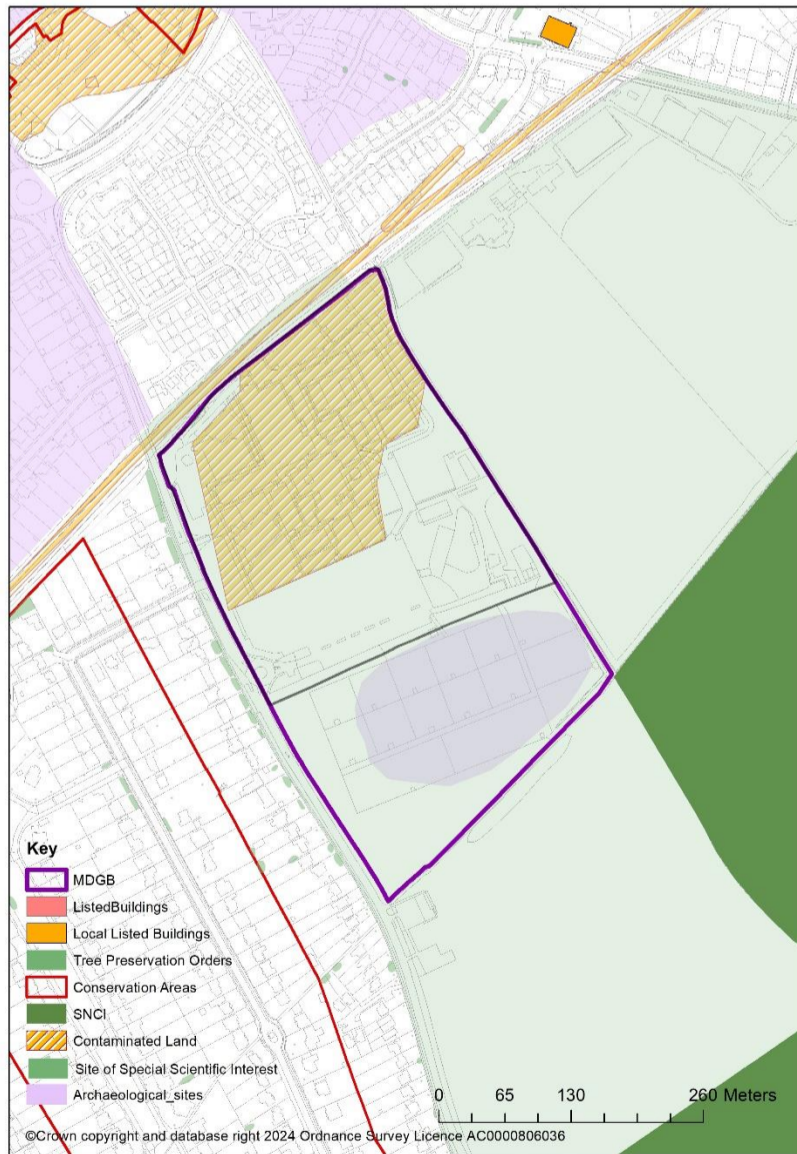 Key
MDGB
ListedBuildings
Local Listed Buildings
Tree Preservation Orders
Conservation Areas
SNCI
Contaminated Land
Site of Special Scientific Interest
Archaeological_sites
0 65 130 260 Meters
©Crown copyright and database right 2024 Ordnance Survey Licence AC0000806036